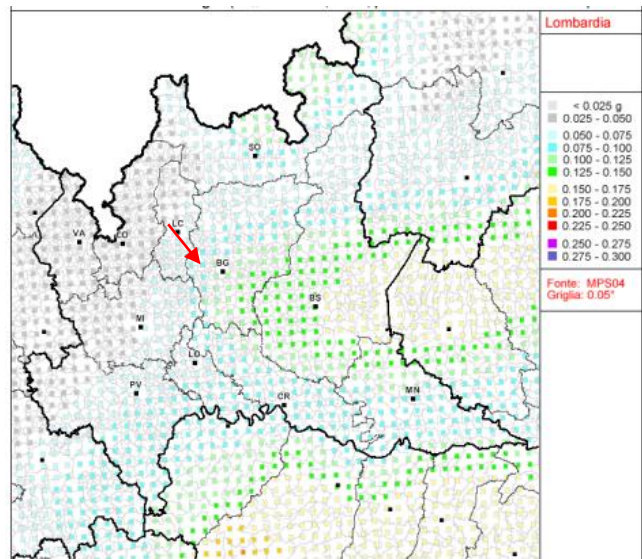 Lombardia
< 0.025 g
0.025 - 0.050
0.050 - 0.075
0.075 - 0.100
0.100 - 0.125
0.125 - 0.150
0.150 - 0.175
0.175 - 0.200
0.200 - 0.225
0.225 - 0.250
0.250 - 0.275
0.275 - 0.300
Fonte: MPS04
Griglia: 0.05°
SO
VA
CO
LC
BG
BS
MI
LO
PV
CR
MN